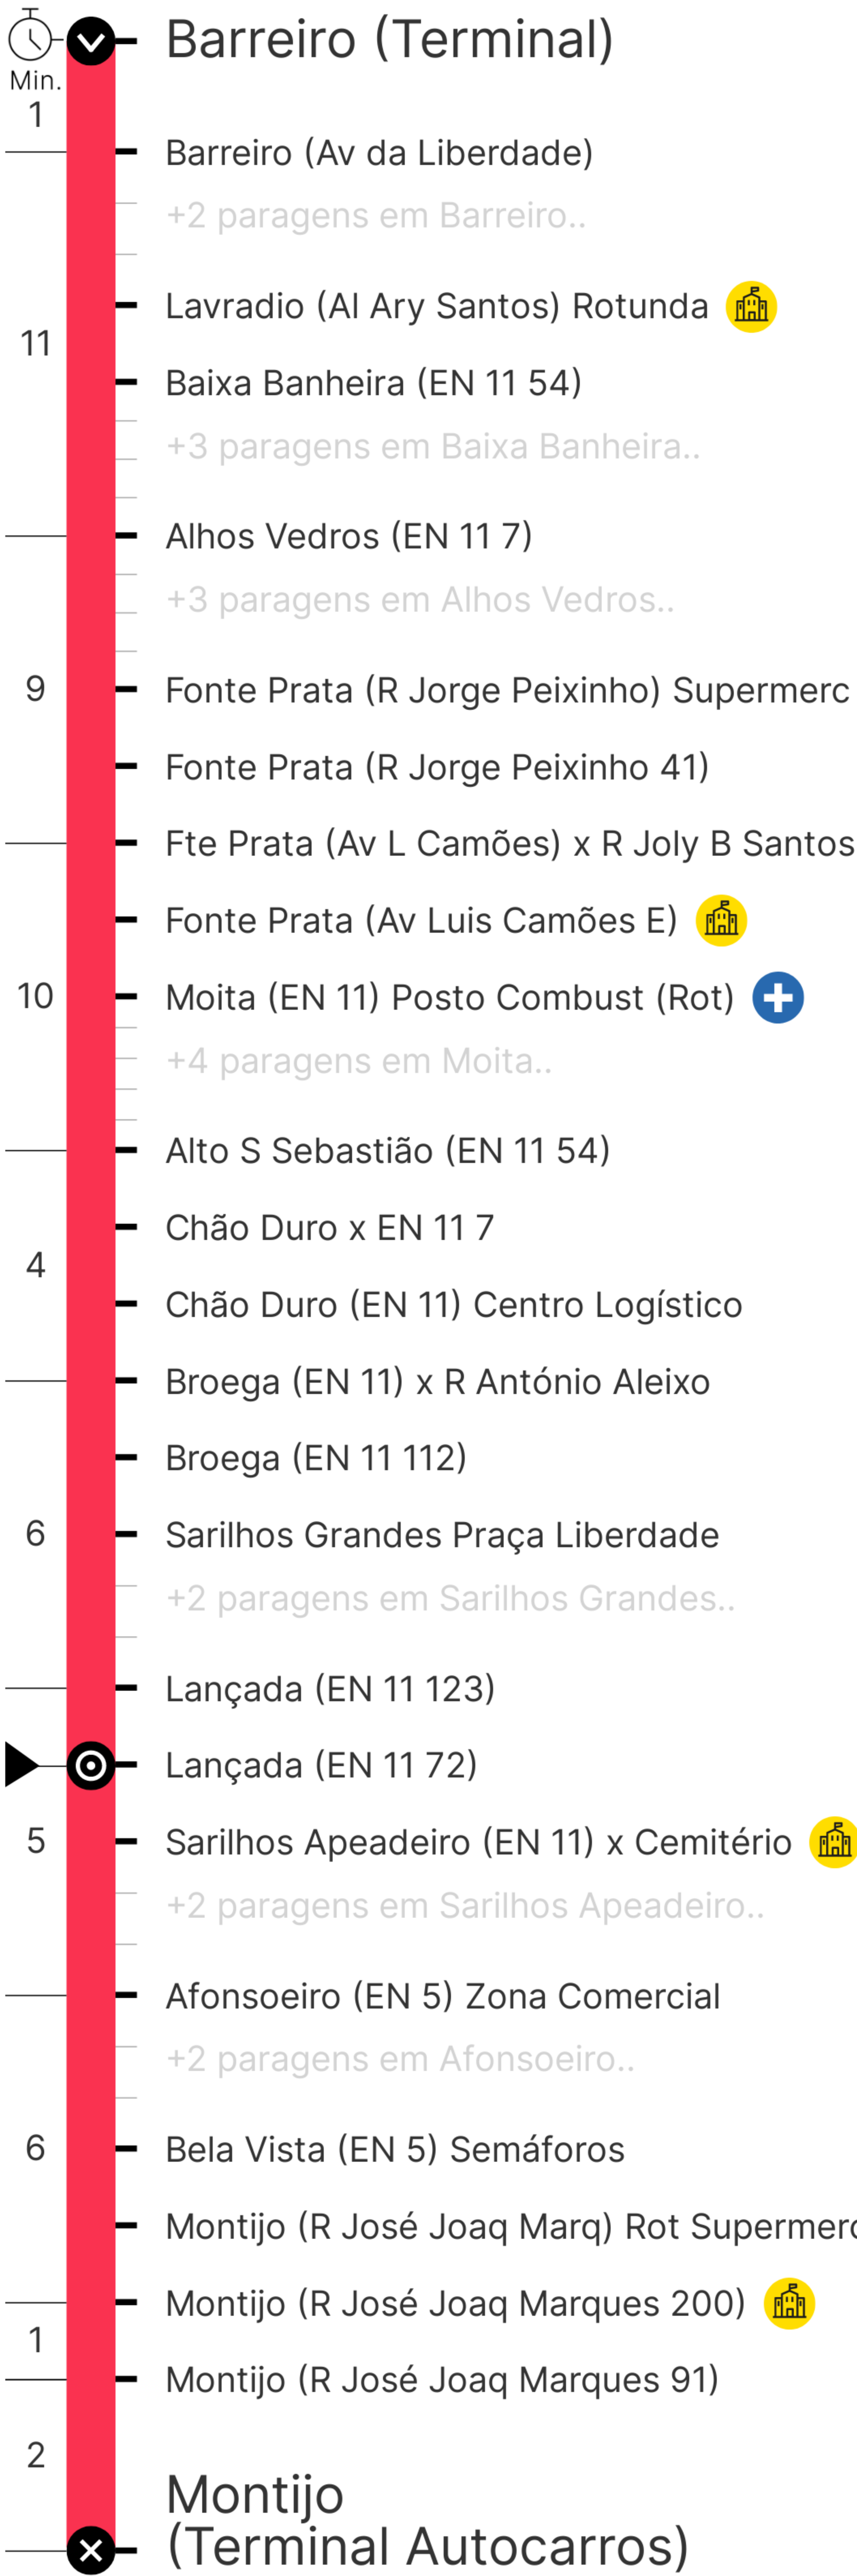 Barreiro (Terminal)
Min.
1
Barreiro (Av da Liberdade)
+2 paragens em Barreiro..
Lavradio (Al Ary Santos) Rotunda
11
Baixa Banheira (EN 11 54)
+3 paragens em Baixa Banheira..
Alhos Vedros (EN 11 7)
+3 paragens em Alhos Vedros..
9
Fonte Prata (R Jorge Peixinho) Supermerc
Fonte Prata (R Jorge Peixinho 41)
Fte Prata (Av L Camões) x R Joly B Santos
Fonte Prata (Av Luis Camões E)
10
Moita (EN 11) Posto Combust (Rot)
+4 paragens em Moita..
Alto S Sebastião (EN 11 54)
Chão Duro x EN 11 7
4
Chão Duro (EN 11) Centro Logístico
Broega (EN 11) x R António Aleixo
Broega (EN 11 112)
6
Sarilhos Grandes Praça Liberdade
+2 paragens em Sarilhos Grandes..
Lançada (EN 11 123)
Lançada (EN 11 72)
5
Sarilhos Apeadeiro (EN 11) x Cemitério
+2 paragens em Sarilhos Apeadeiro..
Afonsoeiro (EN 5) Zona Comercial
+2 paragens em Afonsoeiro..
6
Bela Vista (EN 5) Semáforos
Montijo (R José Joaq Marq) Rot Supermerc
Montijo (R José Joaq Marques 200)
1
Montijo (R José Joaq Marques 91)
2
Montijo
(Terminal Autocarros)